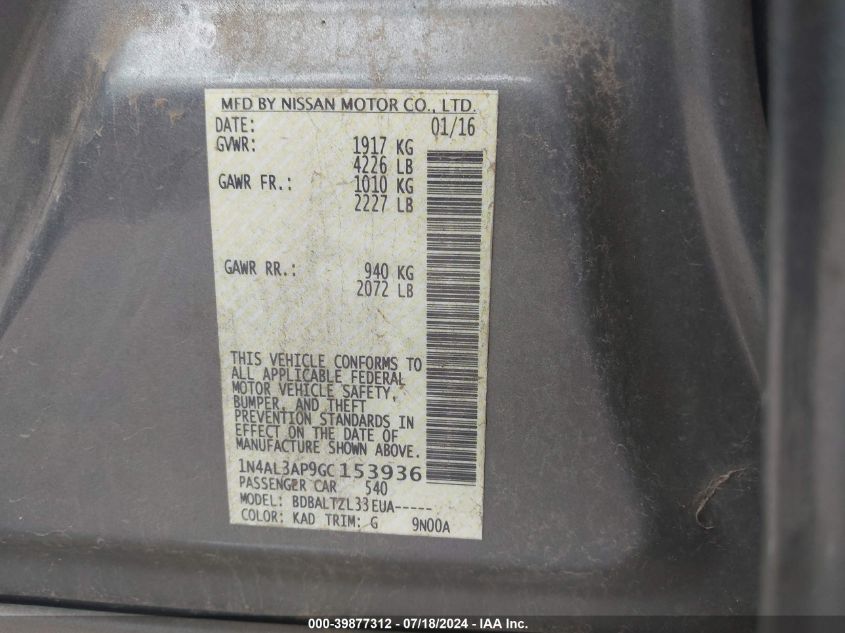 MFD BY NISSAN MOTOR CO., LTD.
DATE: 01/16
GVWR: 1917 KG
4226 LB
GAWR FR.: 1010 KG
2227 LB
GAWR RR.: 940 KG
2072 LB
THIS VEHICLE CONFORMS TO
ALL APPLICABLE FEDERAL
MOTOR VEHICLE SAFETY,
BUMPER, AND THEFT
PREVENTION STANDARDS IN
EFFECT ON THE DATE OF
MANUFACTURE SHOWN ABOVE.
1N4AL3AP9GC153936
PASSENGER CAR 540
MODEL: BDBALTZL33EUA-----
COLOR: KAD TRIM: G 9N00A
000-39877312 - 07/18/2024 - IAA Inc.